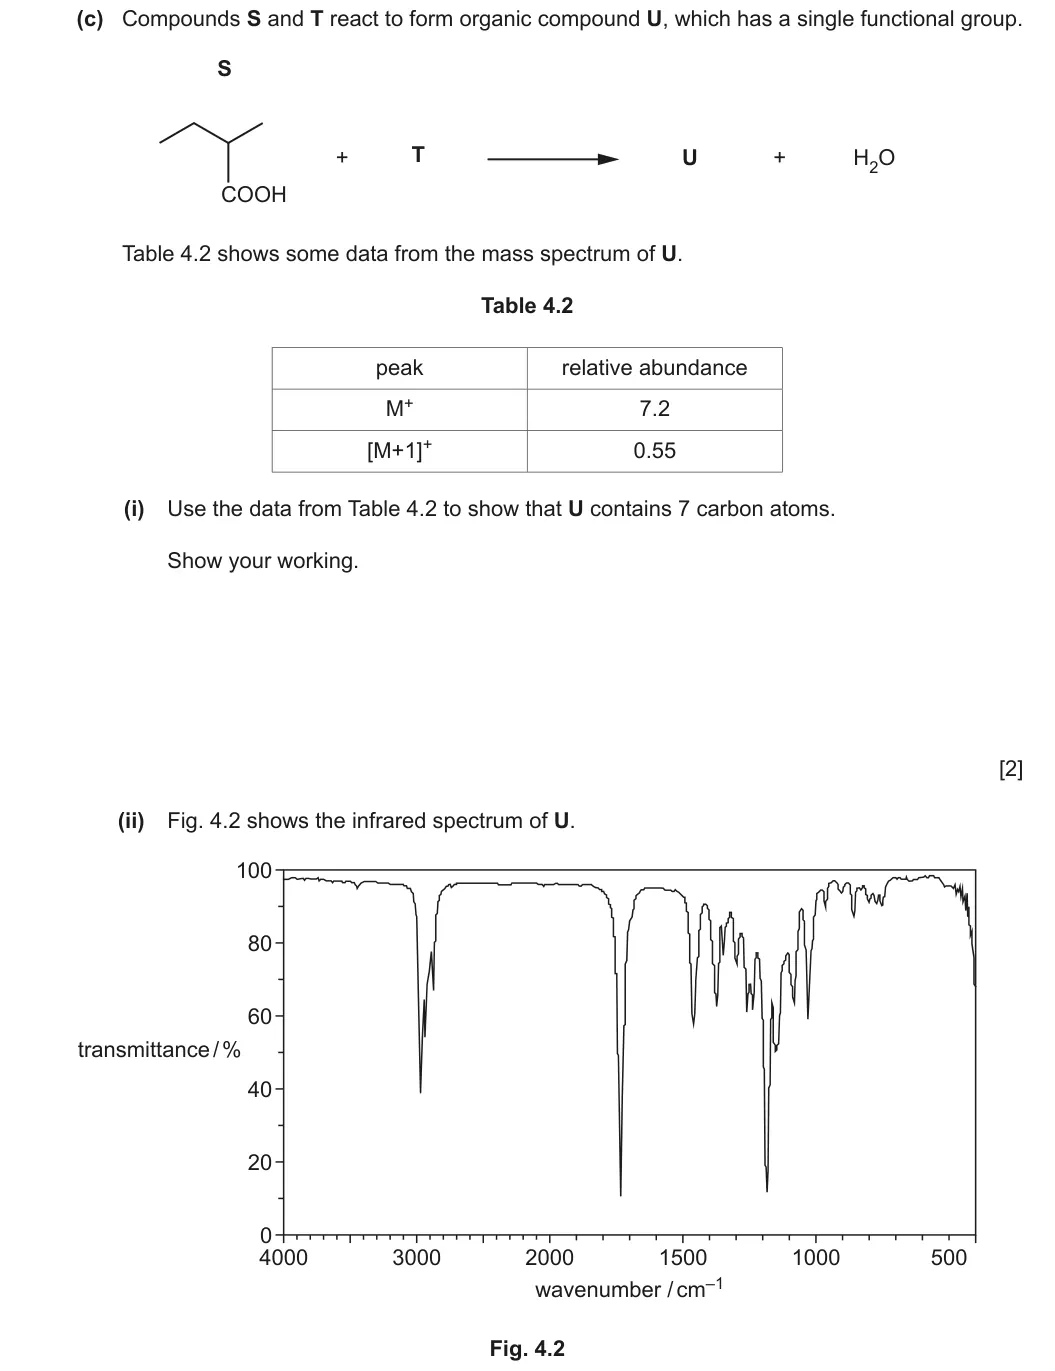 (c) Compounds S and T react to form organic compound U, which has a single functional group.
S
+ T U + H2O
COOH
Table 4.2 shows some data from the mass spectrum of U.
Table 4.2
peak relative abundance
M+ 7.2
[M+1]+ 0.55
(i) Use the data from Table 4.2 to show that U contains 7 carbon atoms.
Show your working.
[2]
(ii) Fig. 4.2 shows the infrared spectrum of U.
100
80
60
transmittance / %
40
20
0
4000 3000 2000 1500 1000 500
wavenumber / cm–1
Fig. 4.2